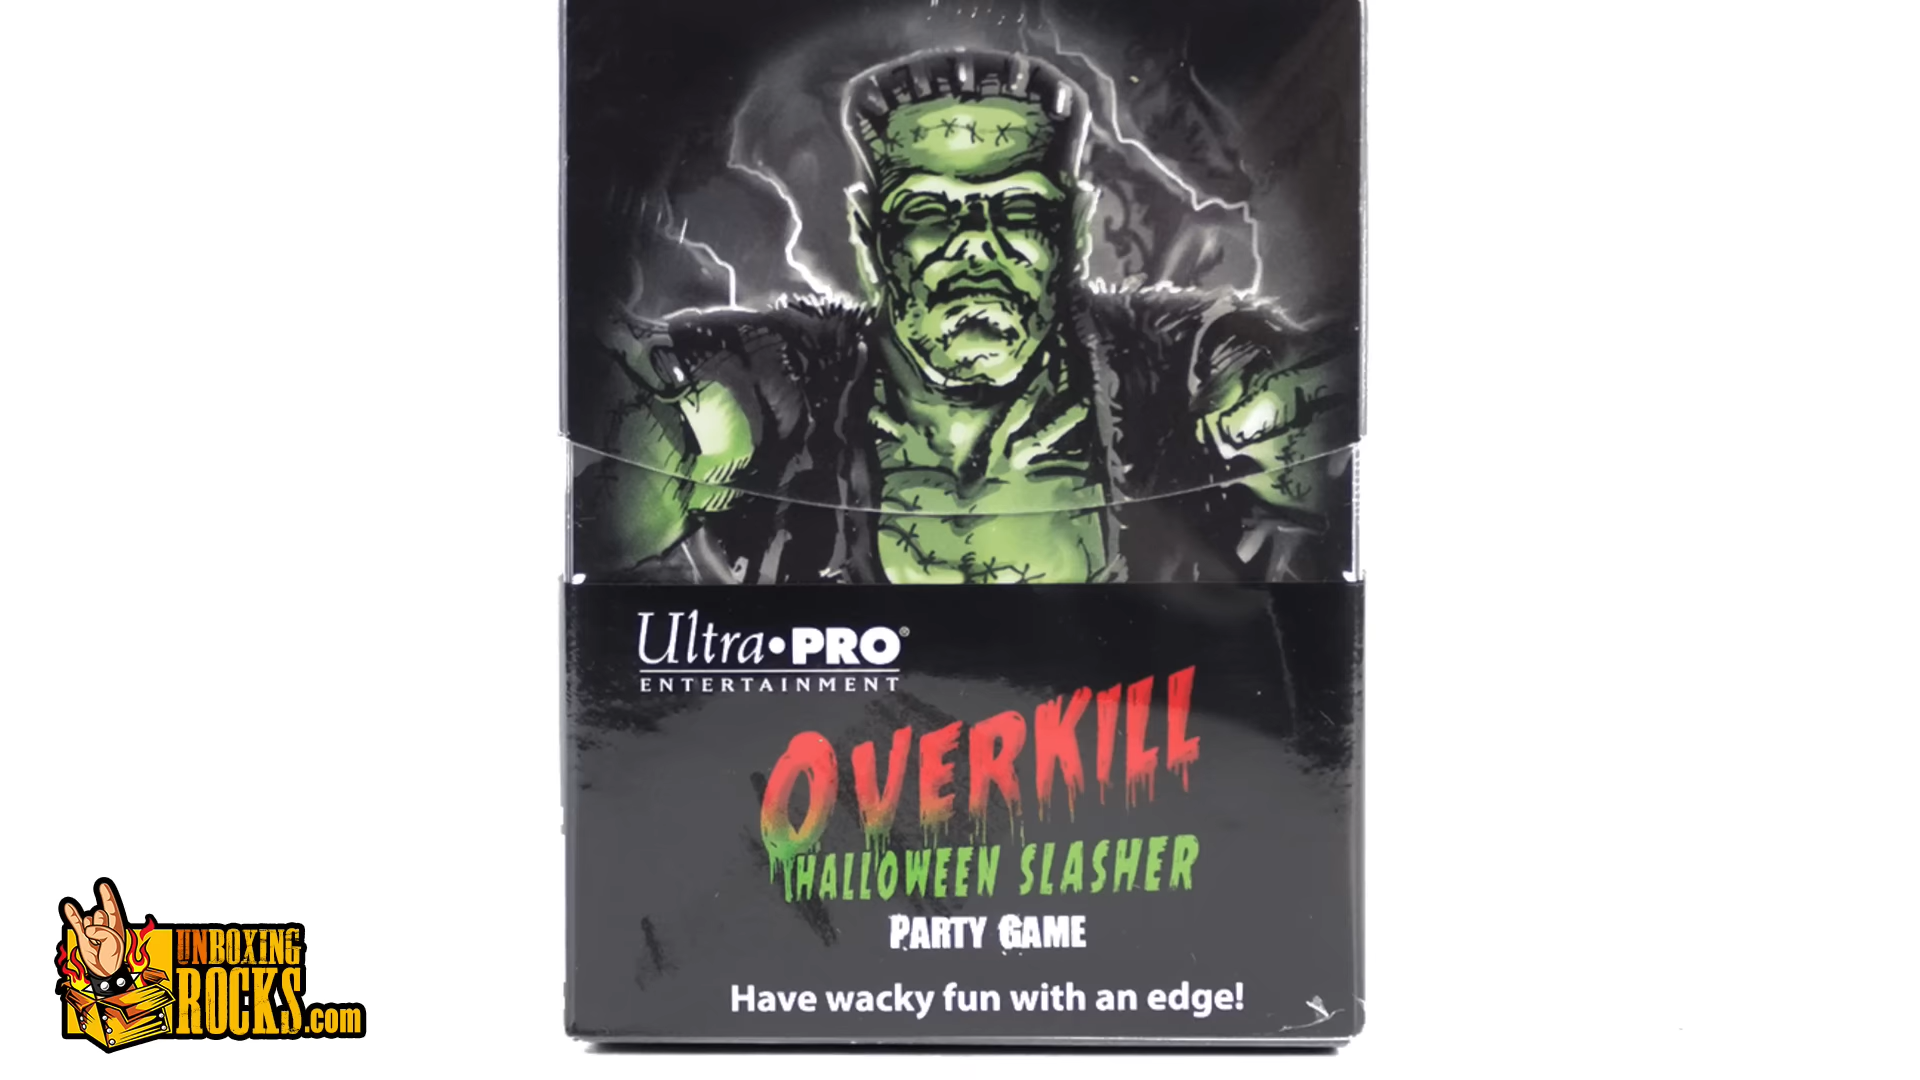 Ultra•PRO®
ENTERTAINMENT
OVERKILL
HALLOWEEN SLASHER
PARTY GAME
Have wacky fun with an edge!
UNBOXING
ROCKS.com